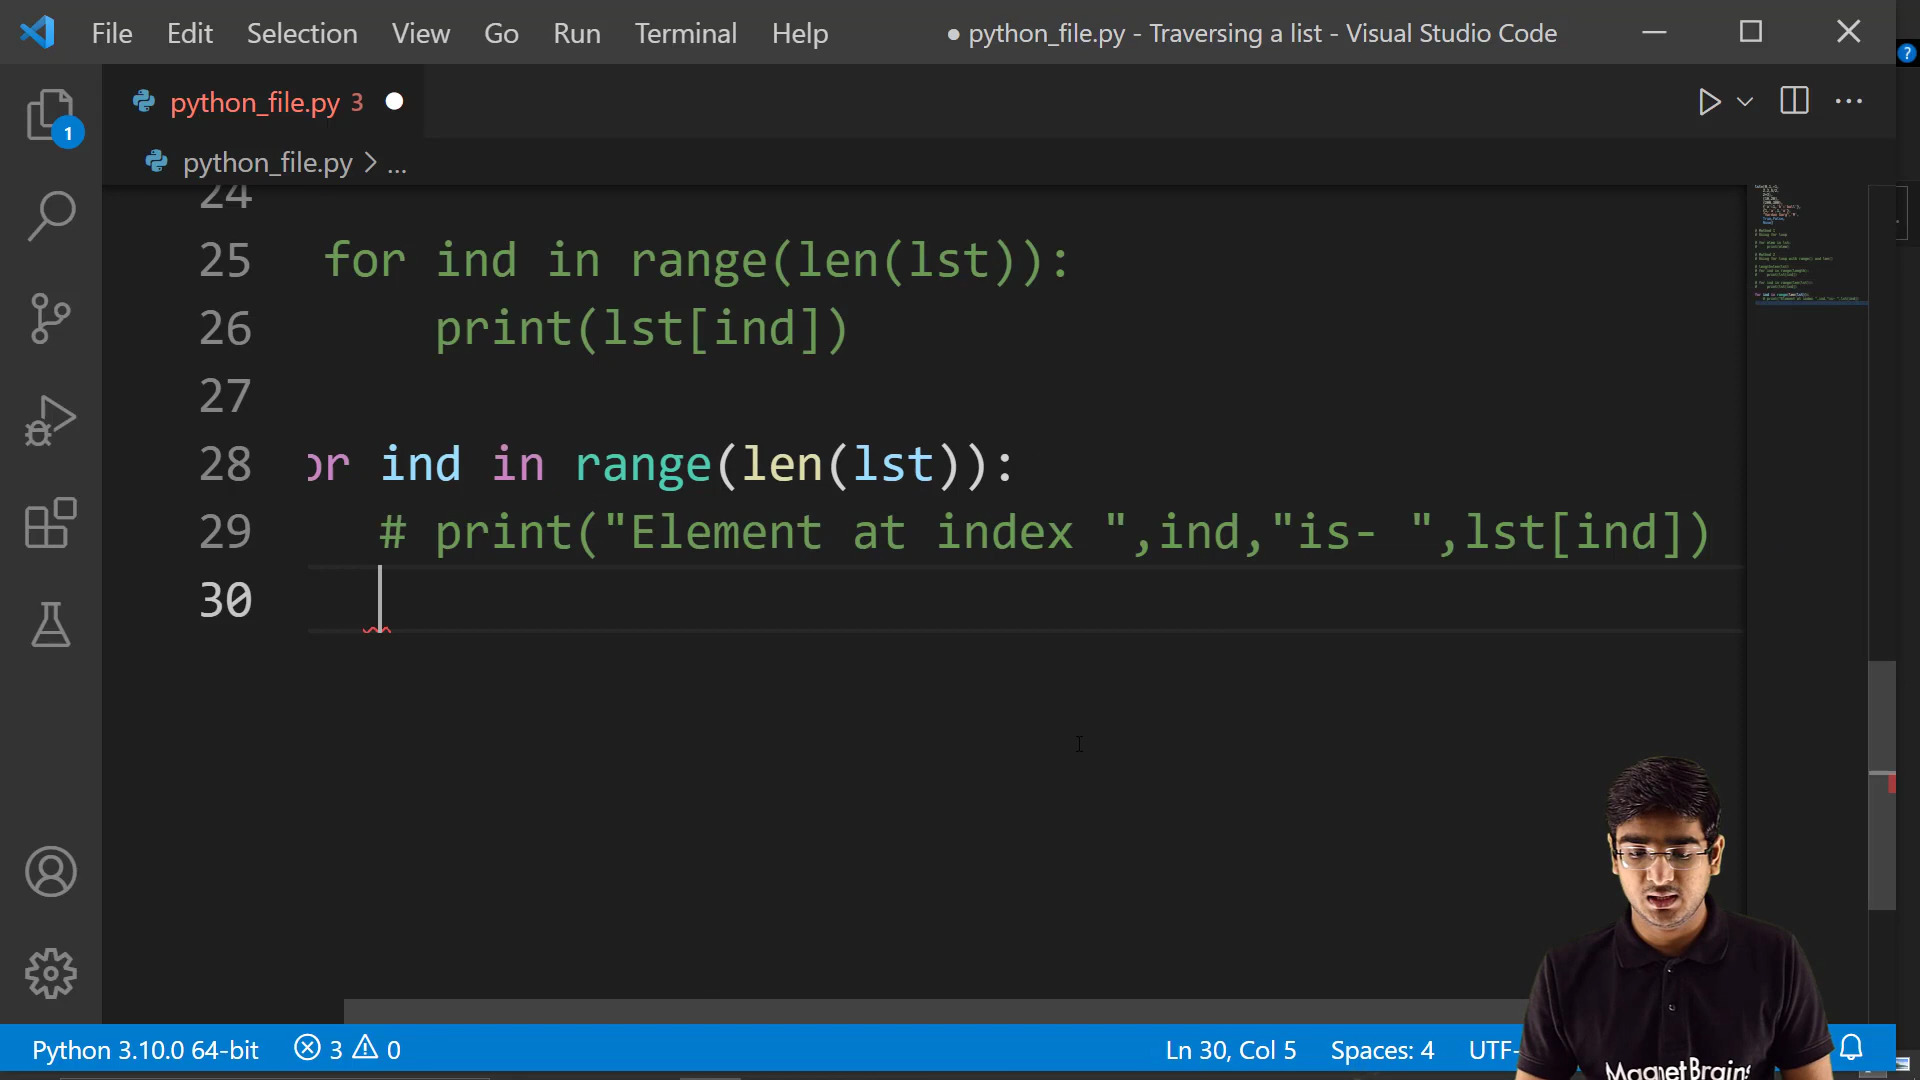 File Edit Selection View Go Run Terminal Help
● python_file.py - Traversing a list - Visual Studio Code
python_file.py 3
python_file.py > ...
1
24
25 for ind in range(len(lst)):
26 print(lst[ind])
27
28 or ind in range(len(lst)):
29 # print("Element at index ",ind,"is- ",lst[ind])
30
Python 3.10.0 64-bit 3 0 Ln 30, Col 5 Spaces: 4 UTF-
MagnetBrains
?